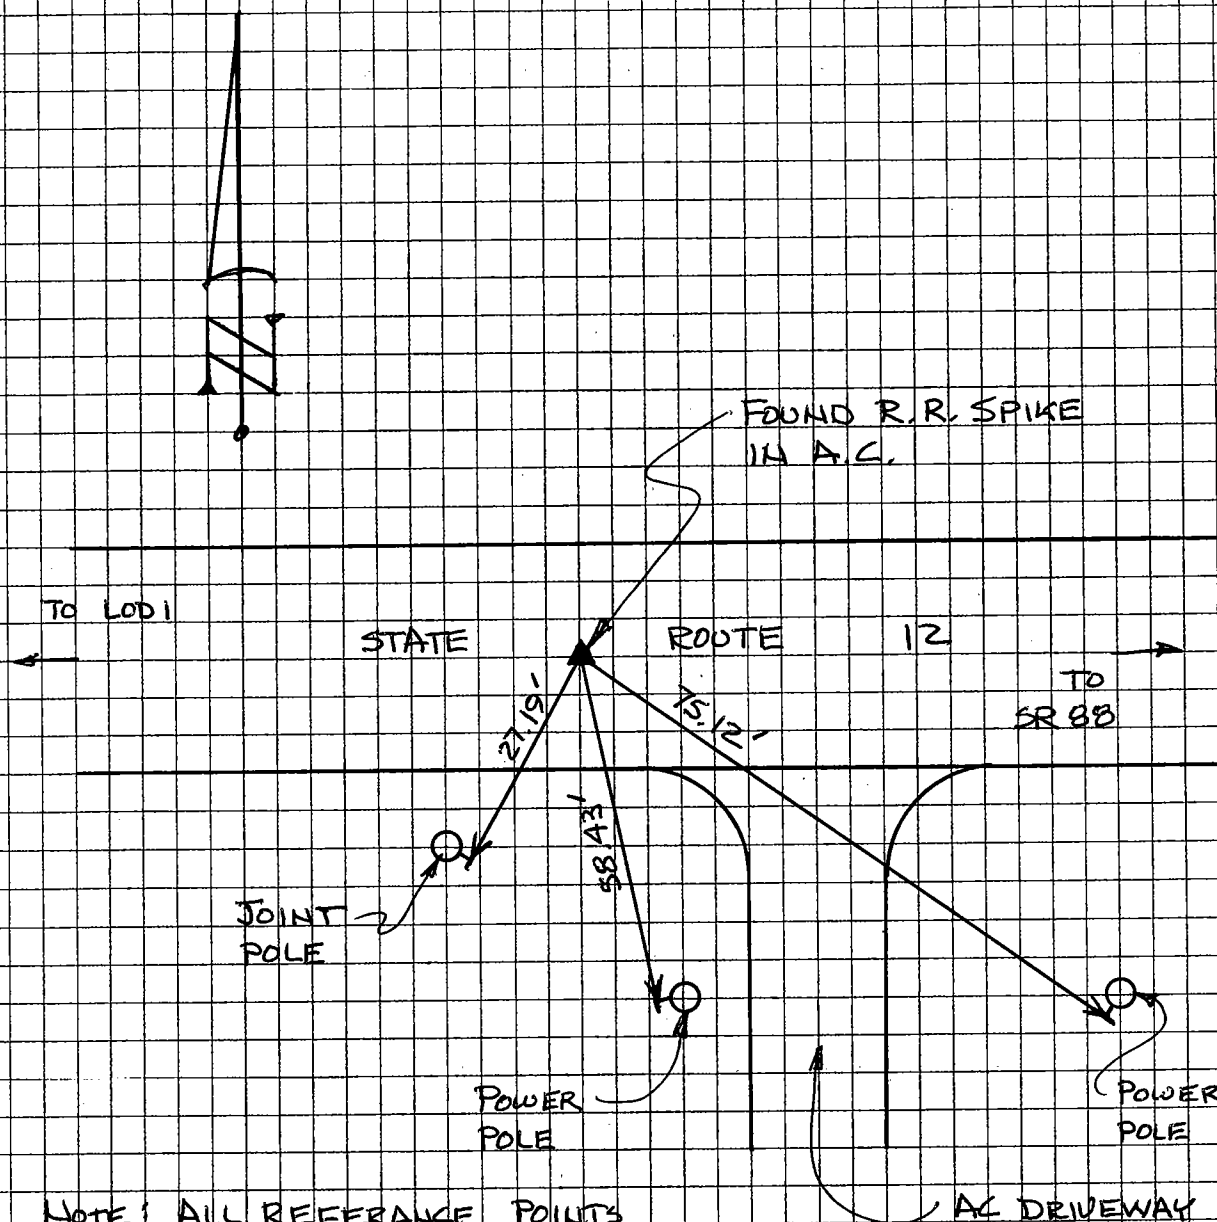 FOUND R.R. SPIKE
IN A.C.
TO LODI
STATE ROUTE 12
TO
SR 88
27.19'
75.12'
58.43'
JOINT
POLE
POWER
POLE
POWER
POLE
NOTE: ALL REFERANCE POINTS
AC DRIVEWAY